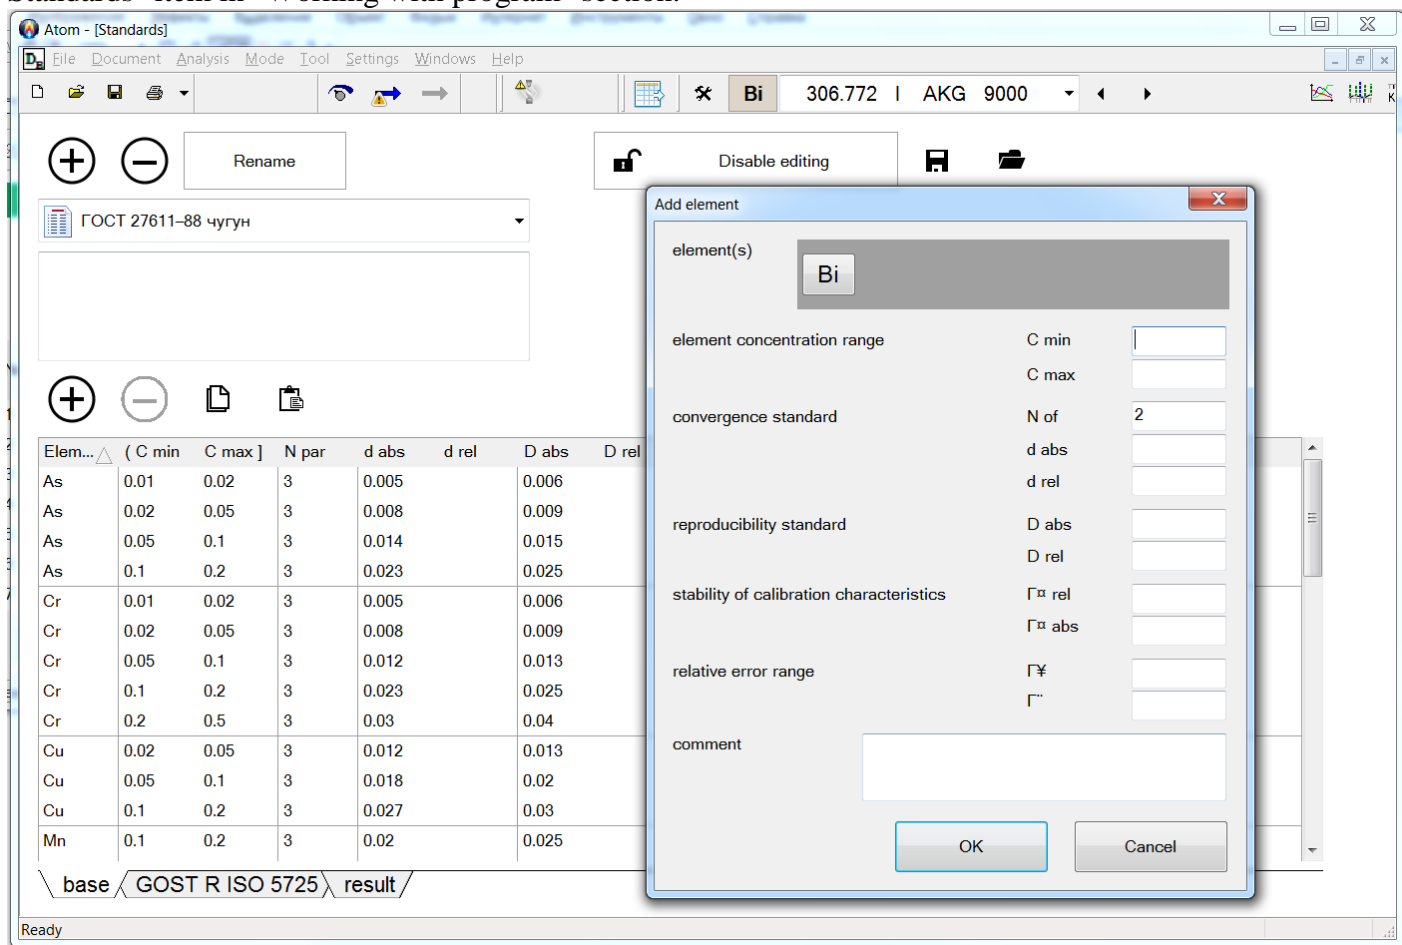 Standards" item in "Working with program" section.
Atom - [Standards]
File Document Analysis Mode Tool Settings Windows Help
Bi 306.772 I AKG 9000
Rename
Disable editing
ГОСТ 27611–88 чугун
Elem... ( C min C max ] N par d abs d rel D abs D rel
As 0.01 0.02 3 0.005 0.006
As 0.02 0.05 3 0.008 0.009
As 0.05 0.1 3 0.014 0.015
As 0.1 0.2 3 0.023 0.025
Cr 0.01 0.02 3 0.005 0.006
Cr 0.02 0.05 3 0.008 0.009
Cr 0.05 0.1 3 0.012 0.013
Cr 0.1 0.2 3 0.023 0.025
Cr 0.2 0.5 3 0.03 0.04
Cu 0.02 0.05 3 0.012 0.013
Cu 0.05 0.1 3 0.018 0.02
Cu 0.1 0.2 3 0.027 0.03
Mn 0.1 0.2 3 0.02 0.025
base GOST R ISO 5725 result
Ready
Add element
element(s)
Bi
element concentration range C min
C max
convergence standard N of 2
d abs
d rel
reproducibility standard D abs
D rel
stability of calibration characteristics Г¤ rel
Г¤ abs
relative error range Г¥
Г¨
comment
OK Cancel